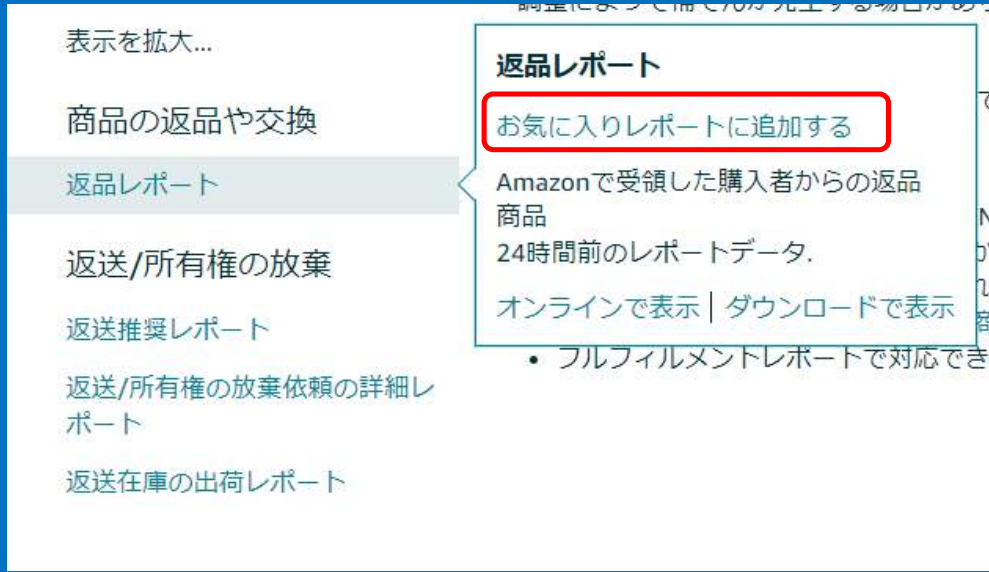 表示を拡大...
商品の返品や交換
返品レポート
返送/所有権の放棄
返送推奨レポート
返送/所有権の放棄依頼の詳細レ
ポート
返送在庫の出荷レポート
返品レポート
お気に入りレポートに追加する
Amazonで受領した購入者からの返品
商品
24時間前のレポートデータ.
オンラインで表示 | ダウンロードで表示
• フルフィルメントレポートで対応でき